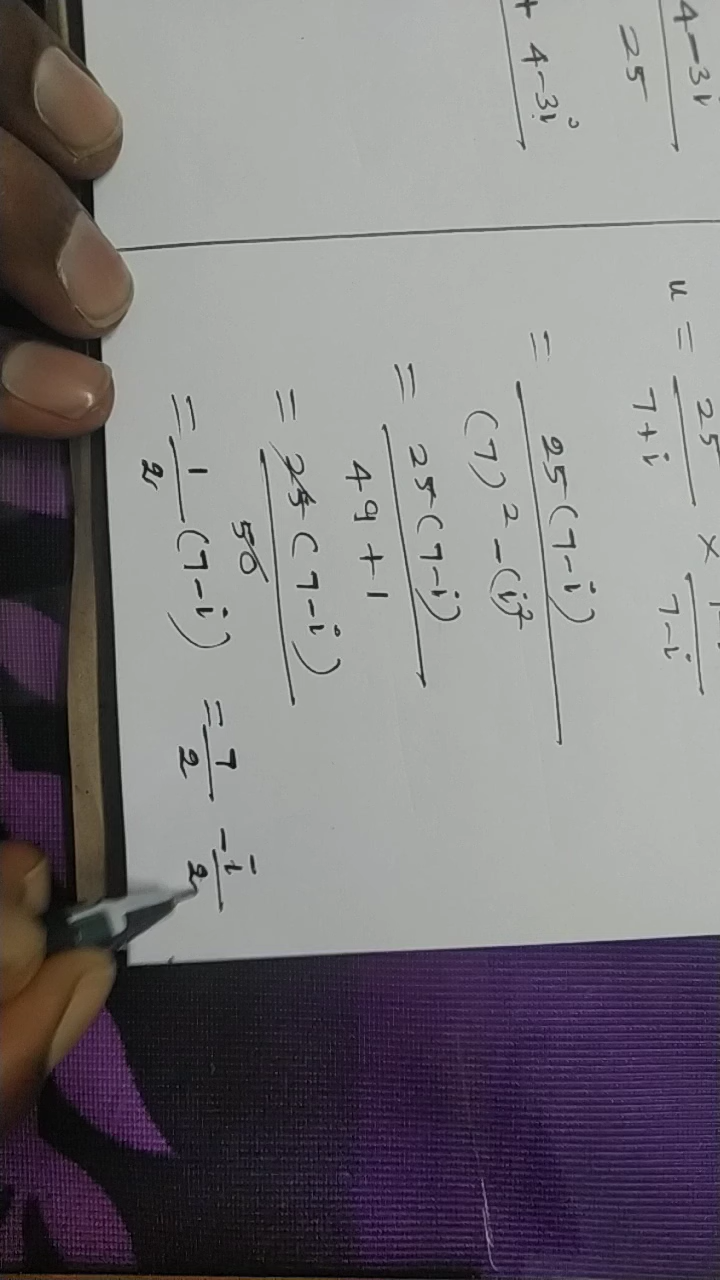 4-3i
25
+ 4-3i
u = 25/7+i × /7-i
= 25(7-i)/(7)² - (i)²
= 25(7-i)/49+1
= 25(7-i)/50
= 1/2 (7-i) = 7/2 - i/2